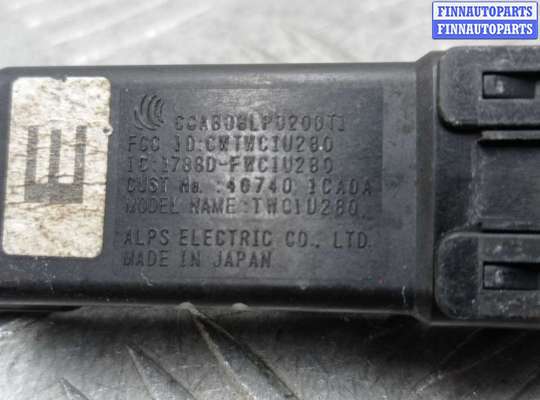 FINNAUTOPARTS
FINNAUTOPARTS
E
CCAB08LP0200T1
FCC ID:CWTWC1U280
IC:1788D-FWC1U280
CUST No. :40740 1CA0A
MODEL NAME:TWC1U280
ALPS ELECTRIC CO., LTD.
MADE IN JAPAN